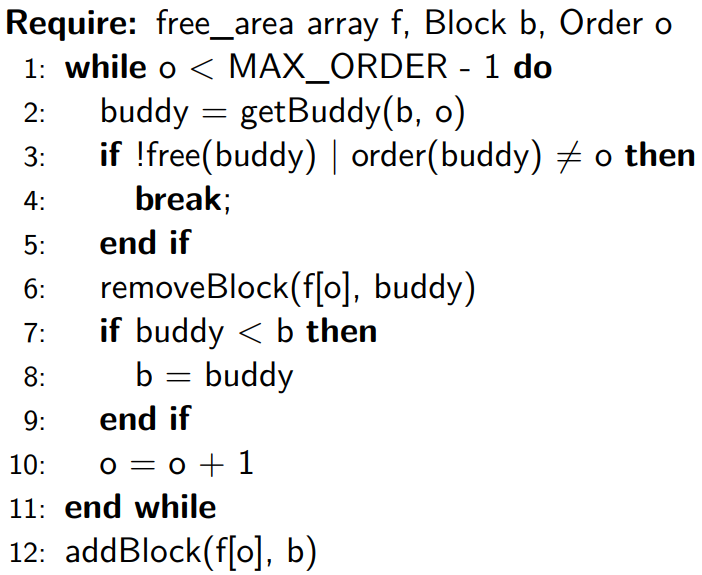 Require: free_area array f, Block b, Order o
1: while o < MAX_ORDER - 1 do
2: buddy = getBuddy(b, o)
3: if !free(buddy) | order(buddy) ≠ o then
4: break;
5: end if
6: removeBlock(f[o], buddy)
7: if buddy < b then
8: b = buddy
9: end if
10: o = o + 1
11: end while
12: addBlock(f[o], b)